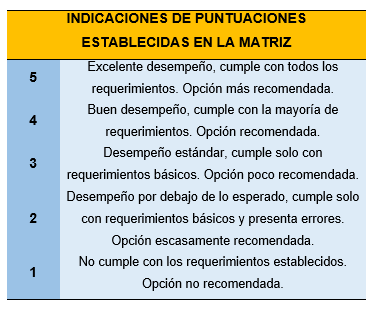 INDICACIONES DE PUNTUACIONES
ESTABLECIDAS EN LA MATRIZ
5
Excelente desempeño, cumple con todos los
requerimientos. Opción más recomendada.
4
Buen desempeño, cumple con la mayoría de
requerimientos. Opción recomendada.
3
Desempeño estándar, cumple solo con
requerimientos básicos. Opción poco recomendada.
2
Desempeño por debajo de lo esperado, cumple solo
con requerimientos básicos y presenta errores.
Opción escasamente recomendada.
1
No cumple con los requerimientos establecidos.
Opción no recomendada.